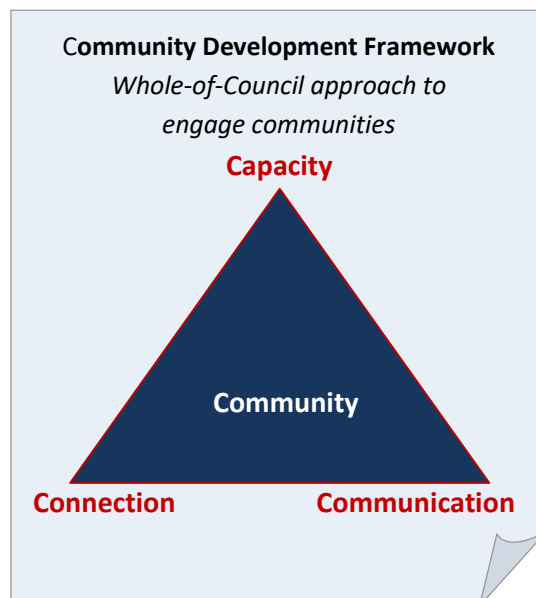 Community Development Framework
Whole-of-Council approach to
engage communities
Capacity
Community
Connection
Communication